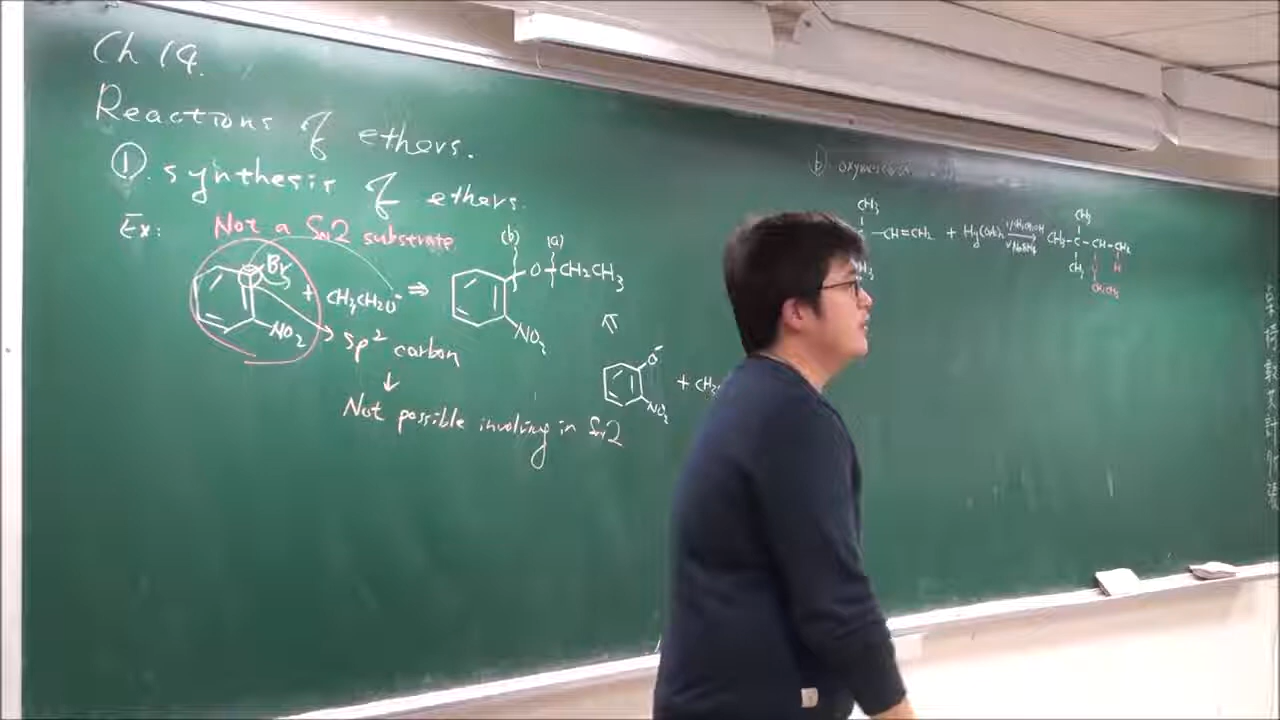 Ch 14.
Reactions of ethers.
①. synthesis of ethers.
Ex: Not a SN2 substrate
(b) (a)
Br + CH3CH2O⁻ ⇒ O-CH2CH3
NO2 NO2
→ sp² carbon
↓
Not possible involving in SN2
O⁻
+ CH3
NO2
(b)
CH3
-CH=CH2 + Hg(OAc)2
CH3
CH3-C-CH-CH2
CH3 O H